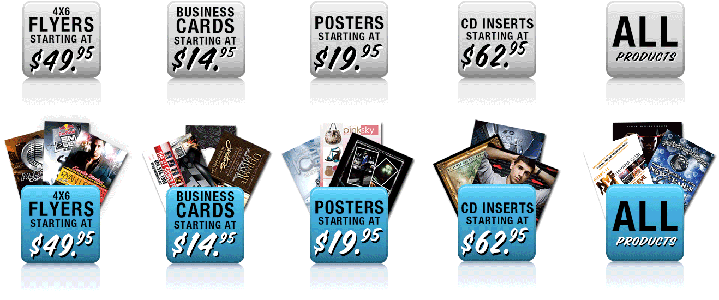 4X6
FLYERS
STARTING AT
$49.95
BUSINESS
CARDS
STARTING AT
$14.95
POSTERS
STARTING AT
$19.95
CD INSERTS
STARTING AT
$62.95
ALL
PRODUCTS
pinksky
4X6
FLYERS
STARTING AT
$49.95
BUSINESS
CARDS
STARTING AT
$14.95
POSTERS
STARTING AT
$19.95
CD INSERTS
STARTING AT
$62.95
ALL
PRODUCTS